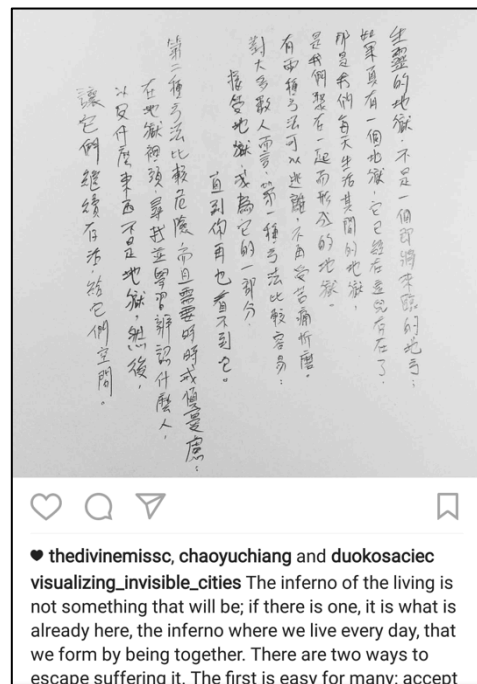 生靈的地獄,不是一個即將來臨的地方:
如果真有一個地獄,它已經在這兒存在了,
那是我們每天生活其間的地獄,
是我們聚在一起而形成的地獄。
有兩種方法可以逃離,不再受苦痛折磨。
對大多數人而言,第一種方法比較容易:
接受地獄,成為它的一部分,
直到你再也看不到它。
第二種方法比較危險,而且需要時時戒慎憂慮:
在地獄裡頭尋找並學習辨認什麼人,
以及什麼東西不是地獄,然後,
讓它們繼續存活,給它們空間。
thedivinemissc, chaoyuchiang and duokosaciec
visualizing_invisible_cities The inferno of the living is
not something that will be; if there is one, it is what is
already here, the inferno where we live every day, that
we form by being together. There are two ways to
escape suffering it. The first is easy for many: accept